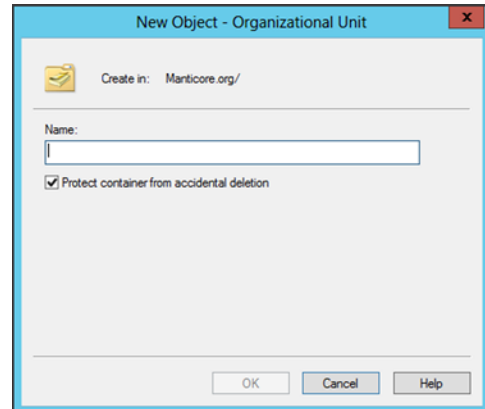 New Object - Organizational Unit
x
Create in: Manticore.org/
Name:
Protect container from accidental deletion
OK Cancel Help